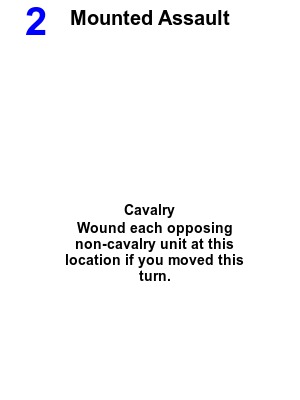 2 Mounted Assault
Cavalry
Wound each opposing
non-cavalry unit at this
location if you moved this
turn.